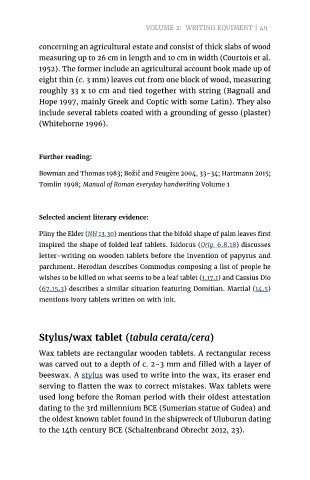 VOLUME 2: WRITING EQUIMENT | 49
concerning an agricultural estate and consist of thick slabs of wood
measuring up to 26 cm in length and 10 cm in width (Courtois et al.
1952). The former include an agricultural account book made up of
eight thin (c. 3 mm) leaves cut from one block of wood, measuring
roughly 33 x 10 cm and tied together with string (Bagnall and
Hope 1997, mainly Greek and Coptic with some Latin). They also
include several tablets coated with a grounding of gesso (plaster)
(Whitehorne 1996).
Further reading:
Bowman and Thomas 1983; Božič and Feugère 2004, 33–34; Hartmann 2015;
Tomlin 1998; Manual of Roman everyday handwriting Volume 1
Selected ancient literary evidence:
Pliny the Elder (NH 13.30) mentions that the bifold shape of palm leaves first
inspired the shape of folded leaf tablets. Isidorus (Orig. 6.8.18) discusses
letter-writing on wooden tablets before the invention of papyrus and
parchment. Herodian describes Commodus composing a list of people he
wishes to be killed on what seems to be a leaf tablet (1.17.1) and Cassius Dio
(67.15.3) describes a similar situation featuring Domitian. Martial (14.5)
mentions ivory tablets written on with ink.
Stylus/wax tablet (tabula cerata/cera)
Wax tablets are rectangular wooden tablets. A rectangular recess
was carved out to a depth of c. 2–3 mm and filled with a layer of
beeswax. A stylus was used to write into the wax, its eraser end
serving to flatten the wax to correct mistakes. Wax tablets were
used long before the Roman period with their oldest attestation
dating to the 3rd millennium BCE (Sumerian statue of Gudea) and
the oldest known tablet found in the shipwreck of Uluburun dating
to the 14th century BCE (Schaltenbrand Obrecht 2012, 23).